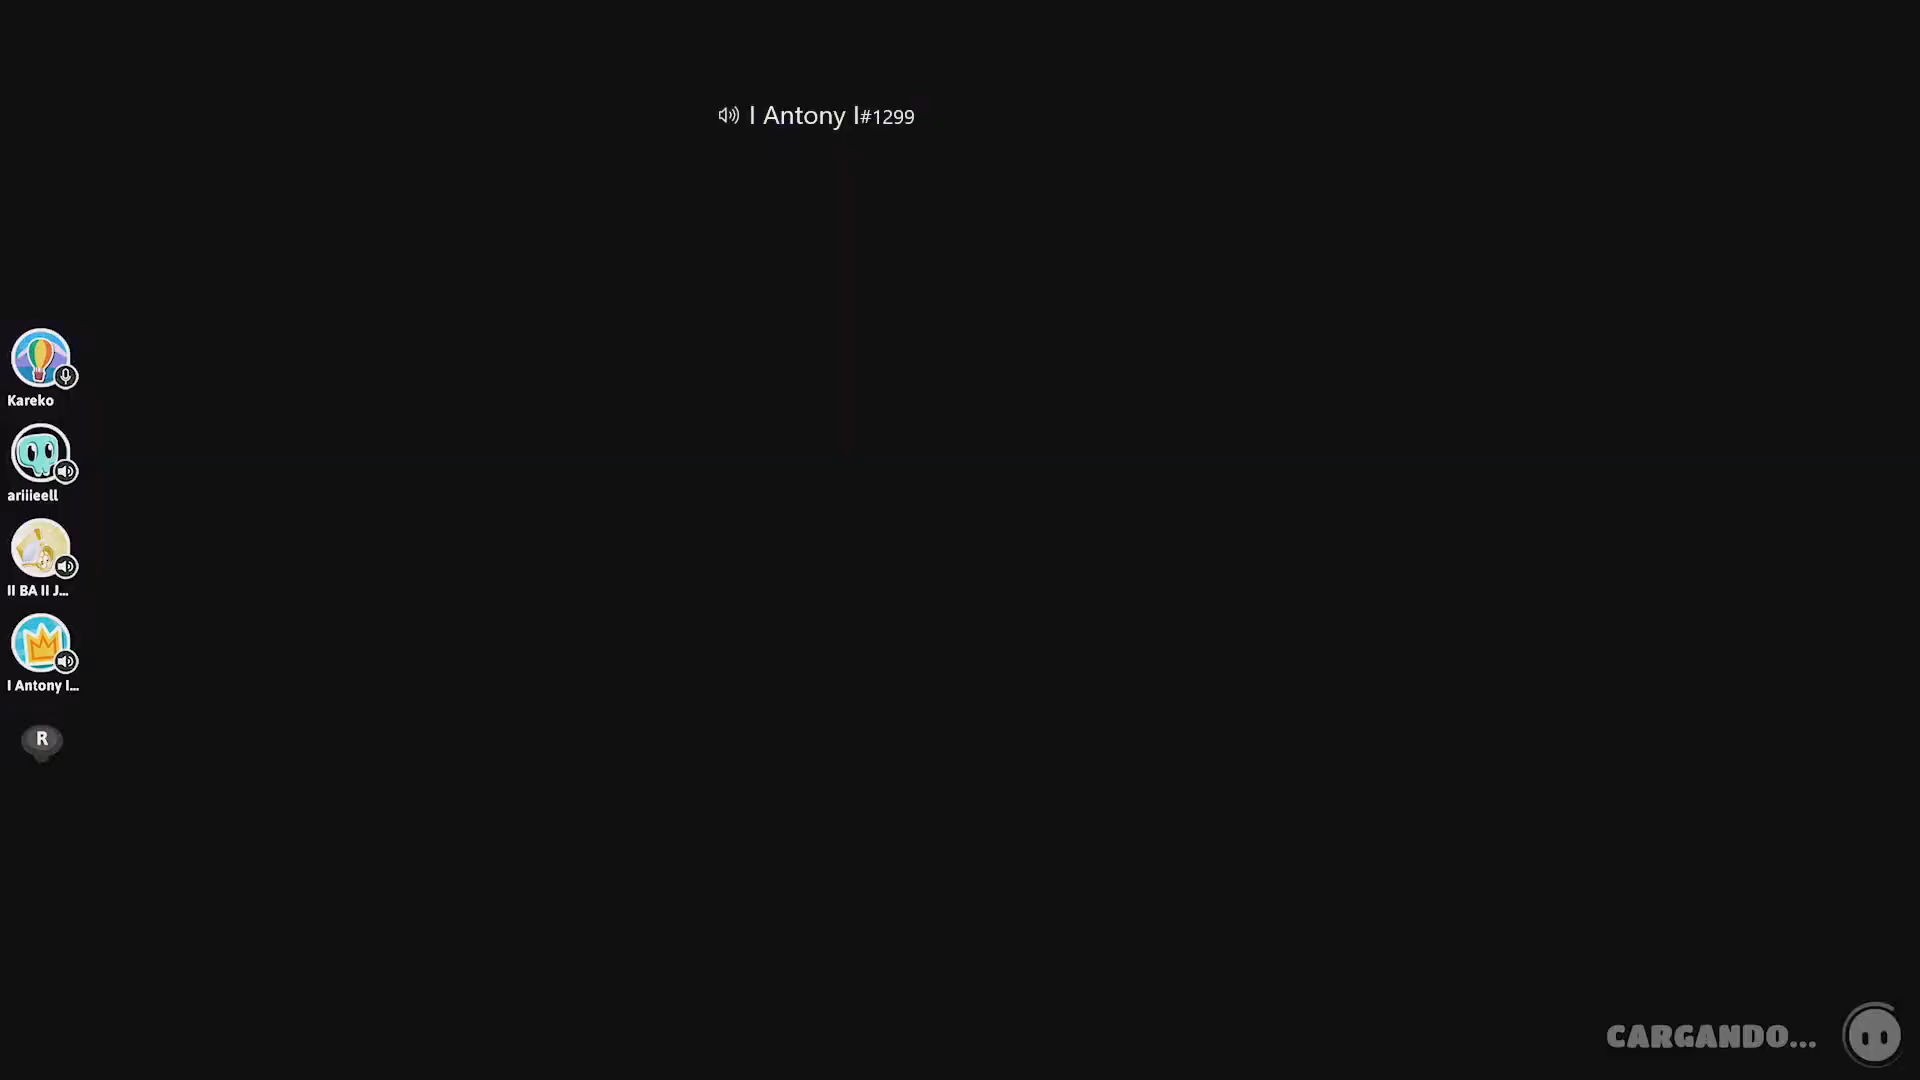 I Antony I#1299
Kareko
ariiieell
II BA II J...
I Antony I...
R
CARGANDO...